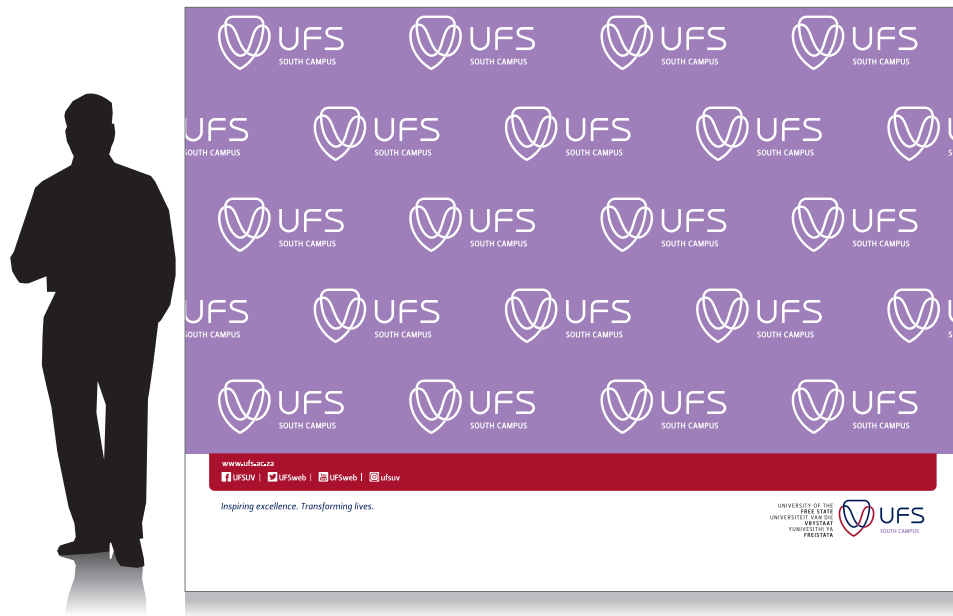 UFS UFS UFS UFS
SOUTH CAMPUS SOUTH CAMPUS SOUTH CAMPUS SOUTH CAMPUS
UFS UFS UFS UFS
SOUTH CAMPUS SOUTH CAMPUS SOUTH CAMPUS SOUTH CAMPUS
UFS UFS UFS UFS
SOUTH CAMPUS SOUTH CAMPUS SOUTH CAMPUS SOUTH CAMPUS
UFS UFS UFS UFS
SOUTH CAMPUS SOUTH CAMPUS SOUTH CAMPUS SOUTH CAMPUS
UFS UFS UFS UFS
SOUTH CAMPUS SOUTH CAMPUS SOUTH CAMPUS SOUTH CAMPUS
www.ufs.ac.za
UFSUV | UFSweb | UFSweb | ufsuv
Inspiring excellence. Transforming lives.
UNIVERSITY OF THE
FREE STATE
UNIVERSITEIT VAN DIE
VRYSTAAT
YUNIVESITHI YA
FREISTATA
UFS
SOUTH CAMPUS